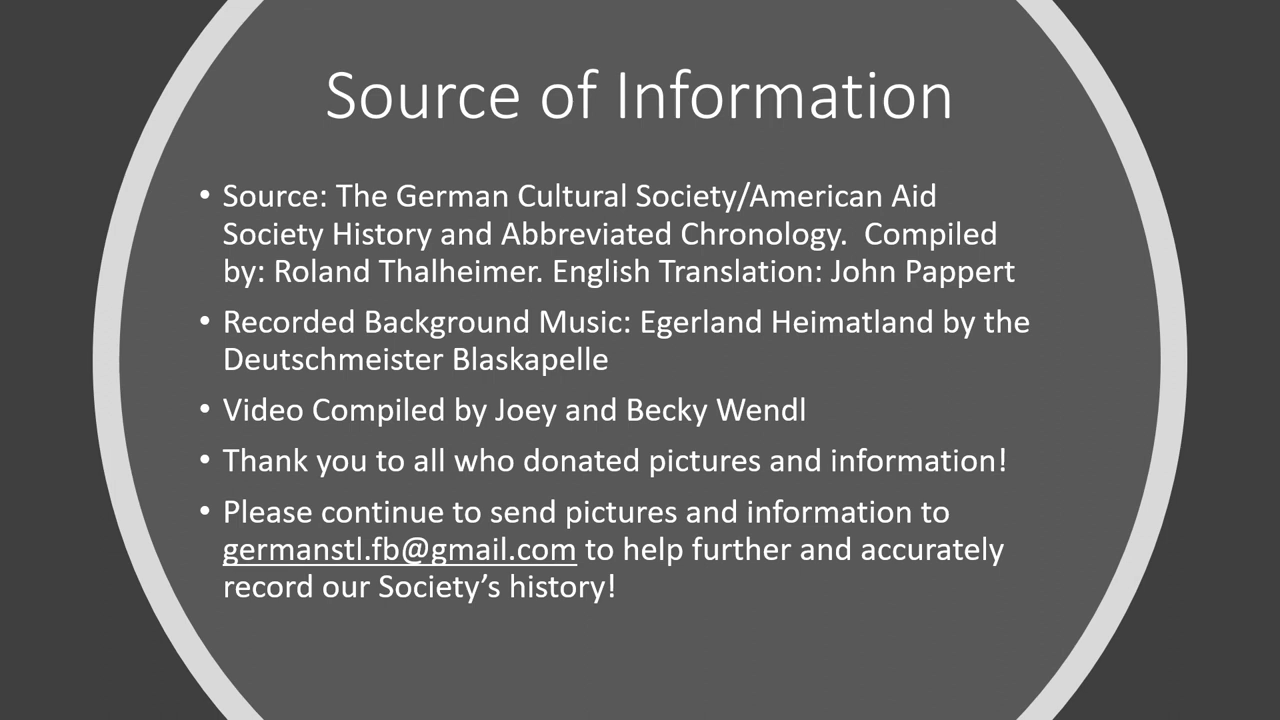 Source of Information
• Source: The German Cultural Society/American Aid
Society History and Abbreviated Chronology.  Compiled
by: Roland Thalheimer. English Translation: John Pappert
• Recorded Background Music: Egerland Heimatland by the
Deutschmeister Blaskapelle
• Video Compiled by Joey and Becky Wendl
• Thank you to all who donated pictures and information!
• Please continue to send pictures and information to
germanstl.fb@gmail.com to help further and accurately
record our Society’s history!